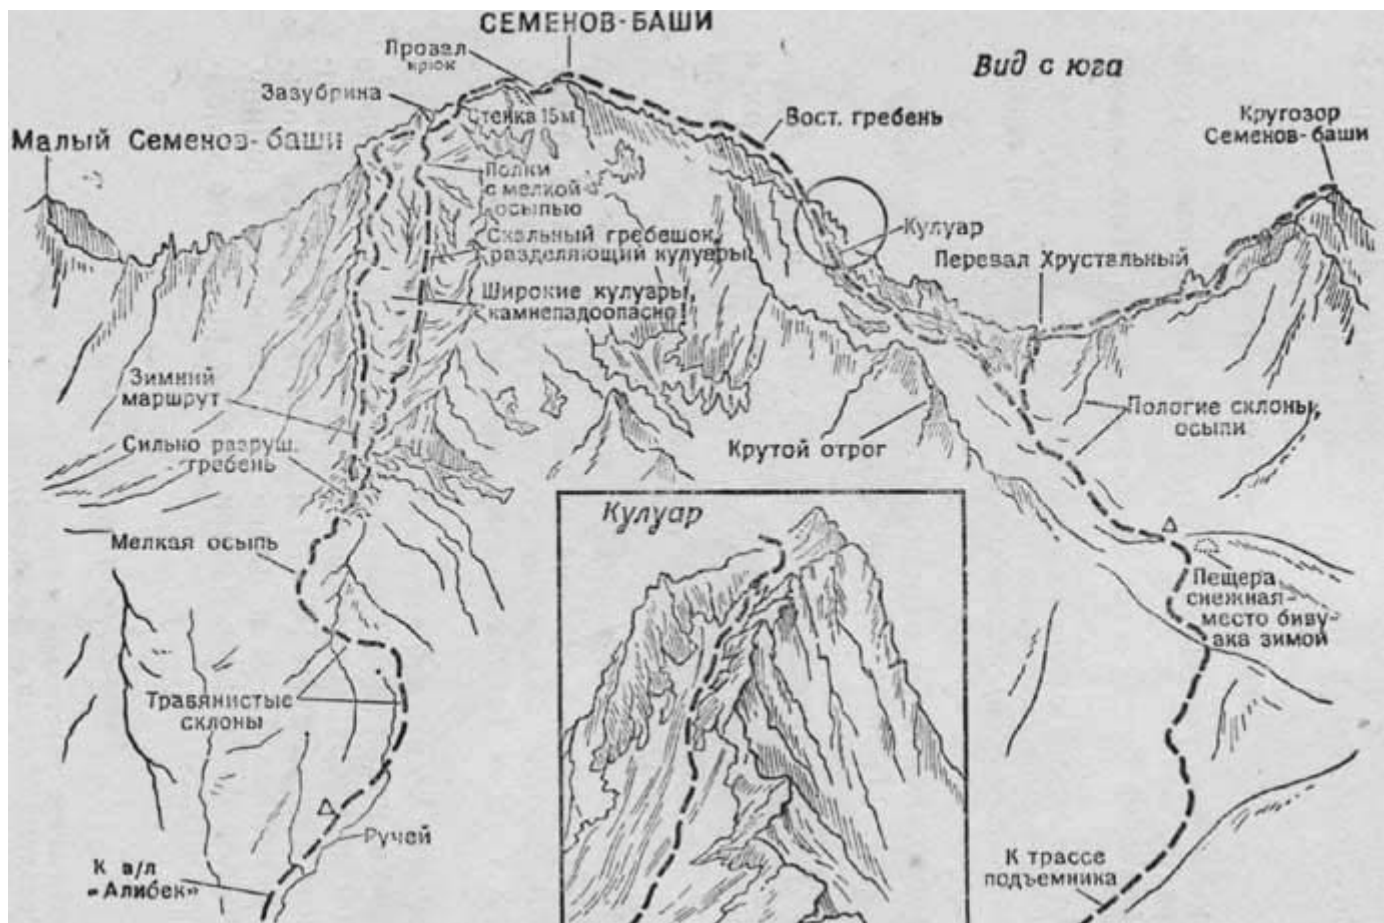 СЕМЕНОВ-БАШИ
Провал
крюк
Вид с юга
Зазубрина
Стенка 15м
Вост. гребень
Кругозор
Семенов-баши
Малый Семенов-баши
Полки
с мелкой
осыпью
Кулуар
Скальный гребешок,
разделяющий кулуары
Перевал Хрустальный
Широкие кулуары,
камнепадоопасно!
Зимний
маршрут
Пологие склоны,
осыпи
Сильно разруш.
гребень
Крутой отрог
Кулуар
Мелкая осыпь
Пещера
снежная-
место биву-
ака зимой
Травянистые
склоны
Ручей
К а/л
«Алибек»
К трассе
подъемника